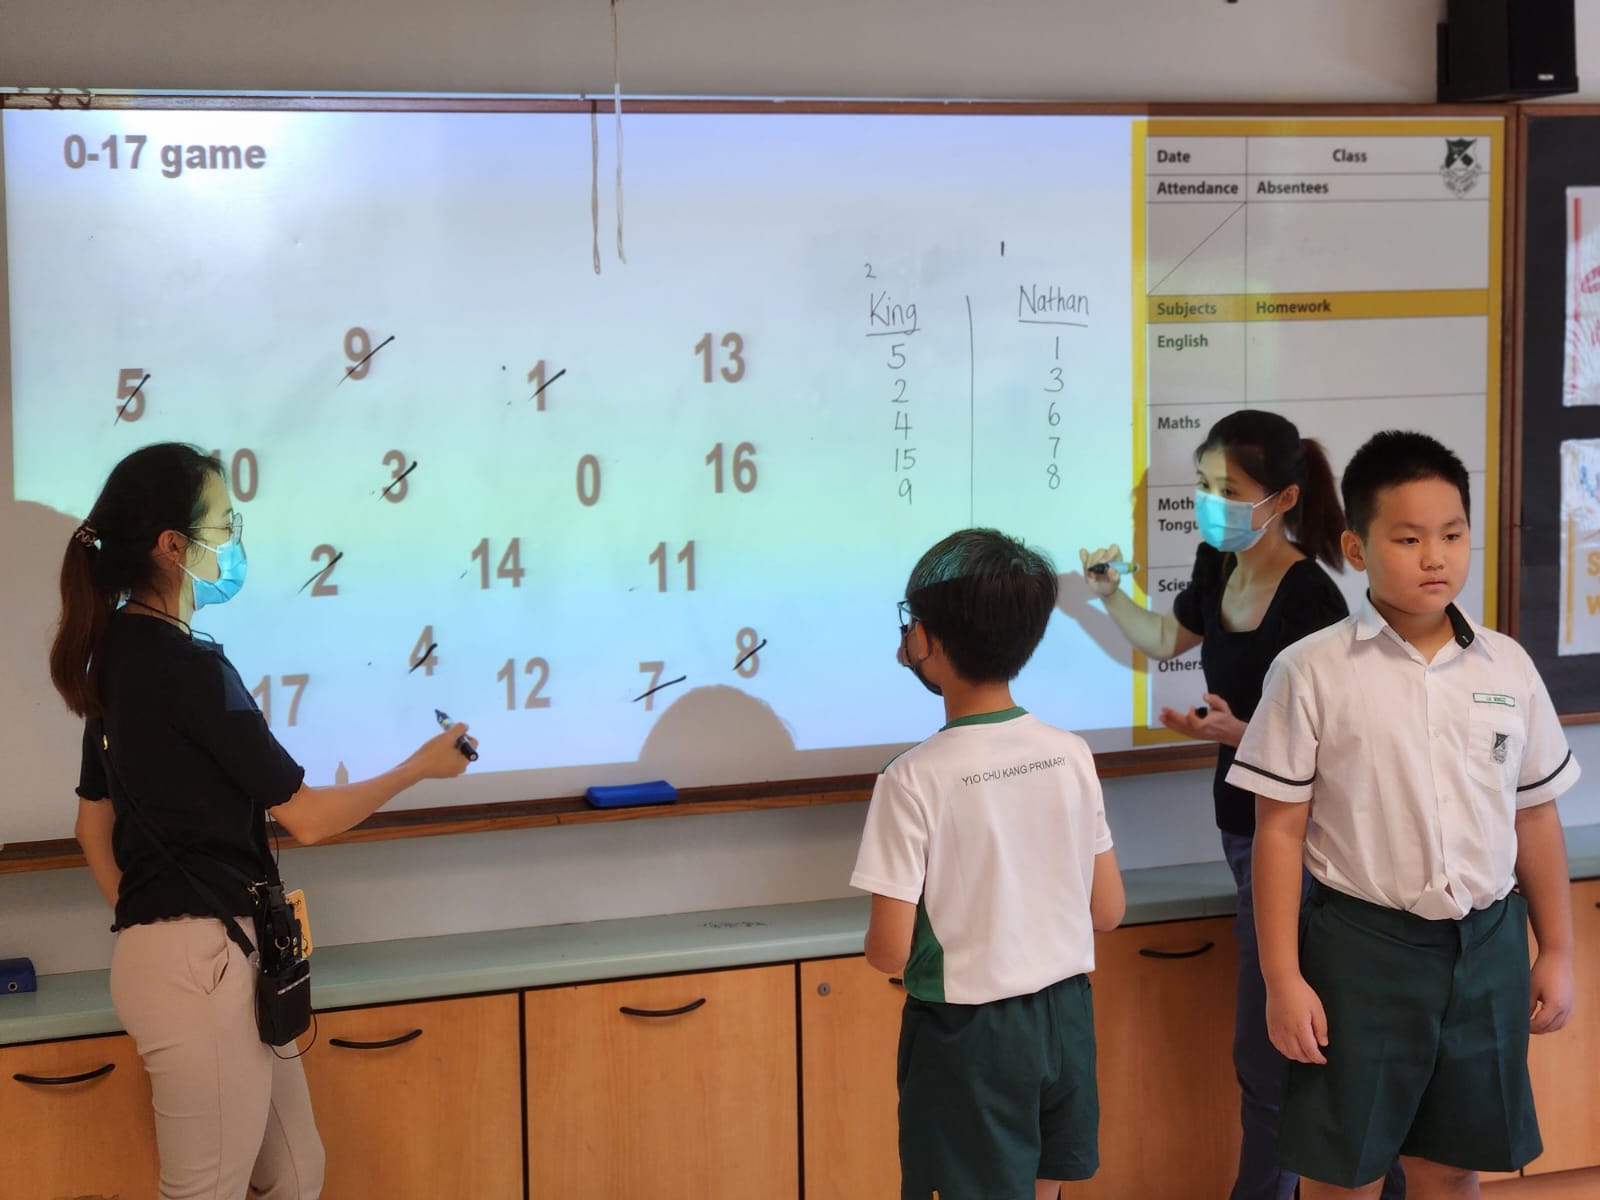 0-17 game
5 9 1 13
10 3 0 16
2 14 11
17 4 12 7 8
2 1
King Nathan
5 1
2 3
4 6
15 7
9 8
Date Class
Attendance Absentees
Subjects Homework
English
Maths
Others
YIO CHU KANG PRIMARY